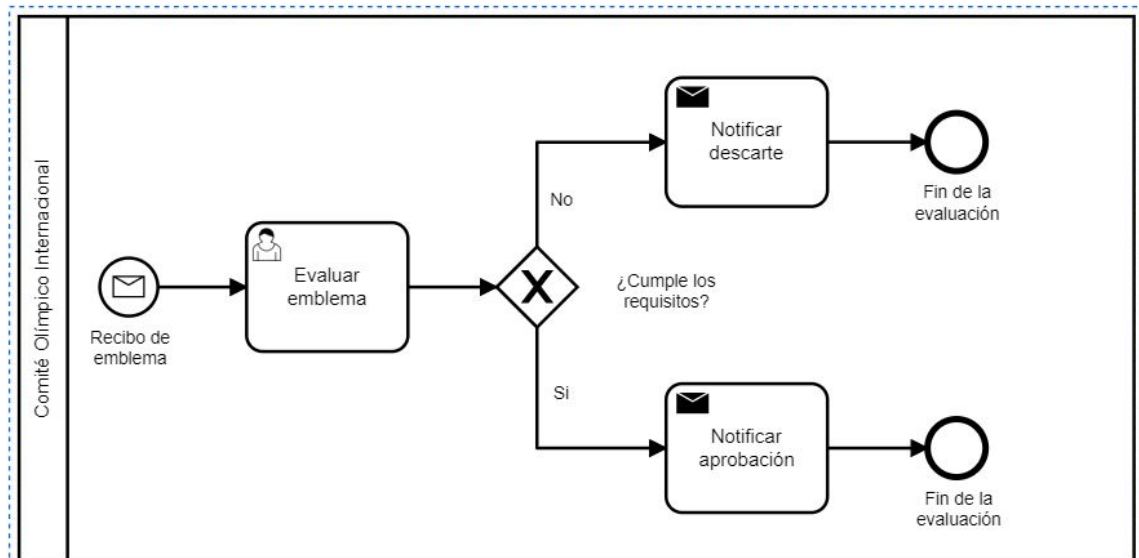 Comité Olímpico Internacional
Recibo de
emblema
Evaluar
emblema
¿Cumple los
requisitos?
No
Notificar
descarte
Fin de la
evaluación
Si
Notificar
aprobación
Fin de la
evaluación